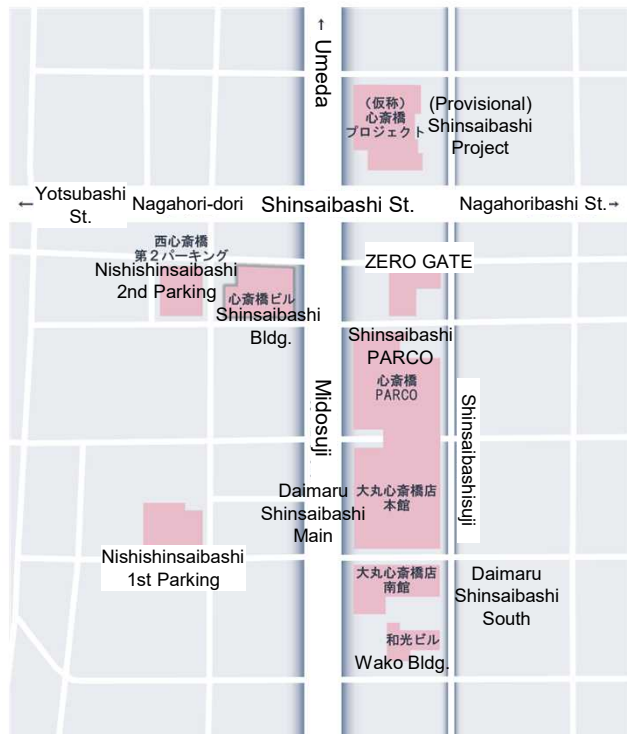 ↑
Umeda
(仮称)
心斎橋
プロジェクト
(Provisional)
Shinsaibashi
Project
← Yotsubashi
St.
Nagahori-dori
Shinsaibashi St.
Nagahoribashi St.→
西心斎橋
第2パーキング
Nishishinsaibashi
2nd Parking
心斎橋ビル
Shinsaibashi
Bldg.
ZERO GATE
Shinsaibashi
PARCO
心斎橋
PARCO
Midosuji
Shinsaibashisuji
Daimaru
Shinsaibashi
Main
大丸心斎橋店
本館
Nishishinsaibashi
1st Parking
大丸心斎橋店
南館
Daimaru
Shinsaibashi
South
和光ビル
Wako Bldg.